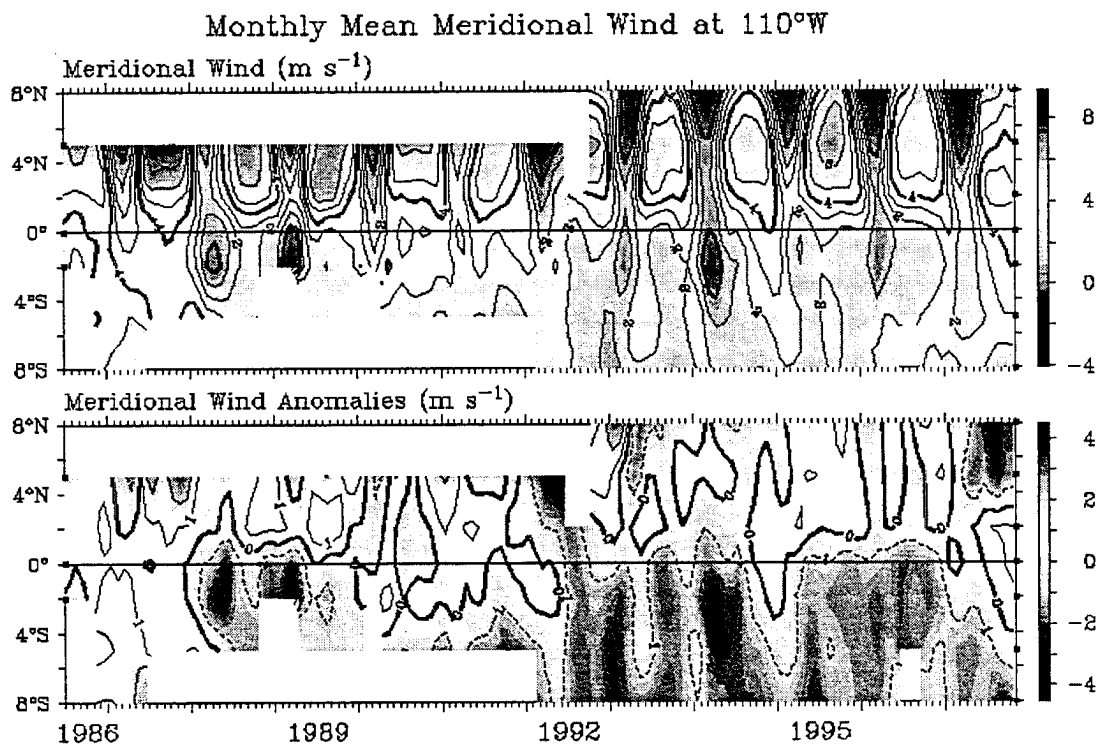 Monthly Mean Meridional Wind at 110°W
Meridional Wind (m s⁻¹)
8°N
4°N
0°
4°S
8°S
8
4
0
-4
Meridional Wind Anomalies (m s⁻¹)
8°N
4°N
0°
4°S
8°S
4
2
0
-2
-4
1986 1989 1992 1995